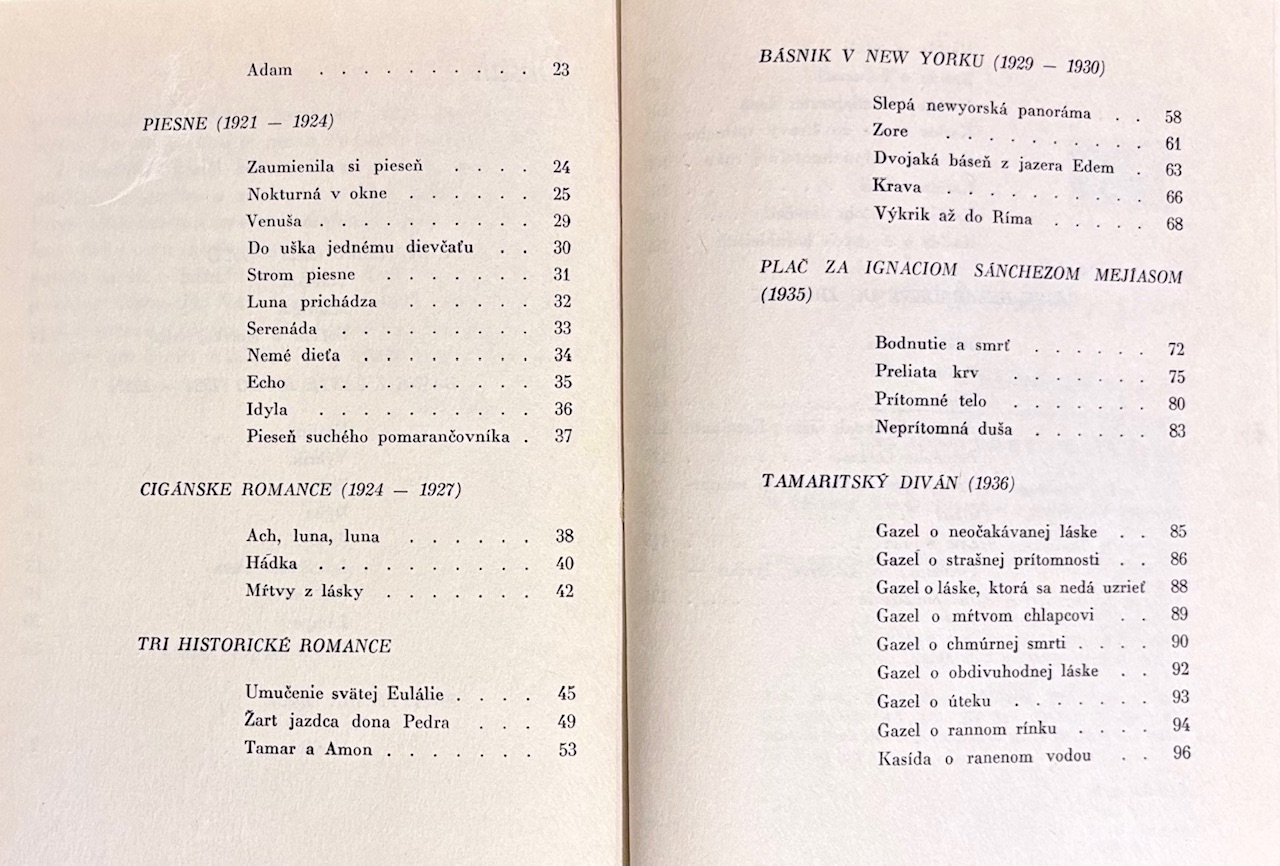 Adam . . . . . . . . . . 23
PIESNE (1921 — 1924)
Zaumienila si pieseň . . . . 24
Nokturná v okne . . . . . . 25
Venuša . . . . . . . . . . 29
Do uška jednému dievčaťu . . 30
Strom piesne . . . . . . . 31
Luna prichádza . . . . . . 32
Serenáda . . . . . . . . . 33
Nemé dieťa . . . . . . . . 34
Echo . . . . . . . . . . . 35
Idyla . . . . . . . . . . 36
Pieseň suchého pomarančovníka . 37
CIGÁNSKE ROMANCE (1924 — 1927)
Ach, luna, luna . . . . . . 38
Hádka . . . . . . . . . . 40
Mŕtvy z lásky . . . . . . . 42
TRI HISTORICKÉ ROMANCE
Umučenie svätej Eulálie . . . . 45
Žart jazdca dona Pedra . . . 49
Tamar a Amon . . . . . . . 53
BÁSNIK V NEW YORKU (1929 — 1930)
Slepá newyorská panoráma . . 58
Zore . . . . . . . . . . . 61
Dvojaká báseň z jazera Edem . 63
Krava . . . . . . . . . . 66
Výkrik až do Ríma . . . . . 68
PLAČ ZA IGNACIOM SÁNCHEZOM MEJÍASOM
(1935)
Bodnutie a smrť . . . . . . 72
Preliata krv . . . . . . . 75
Prítomné telo . . . . . . . 80
Neprítomná duša . . . . . . 83
TAMARITSKÝ DIVÁN (1936)
Gazel o neočakávanej láske . . 85
Gazel o strašnej prítomnosti . . 86
Gazel o láske, ktorá sa nedá uzrieť 88
Gazel o mŕtvom chlapcovi . . 89
Gazel o chmúrnej smrti . . . . 90
Gazel o obdivuhodnej láske . . 92
Gazel o úteku . . . . . . . 93
Gazel o rannom rínku . . . . 94
Kasída o ranenom vodou . . 96